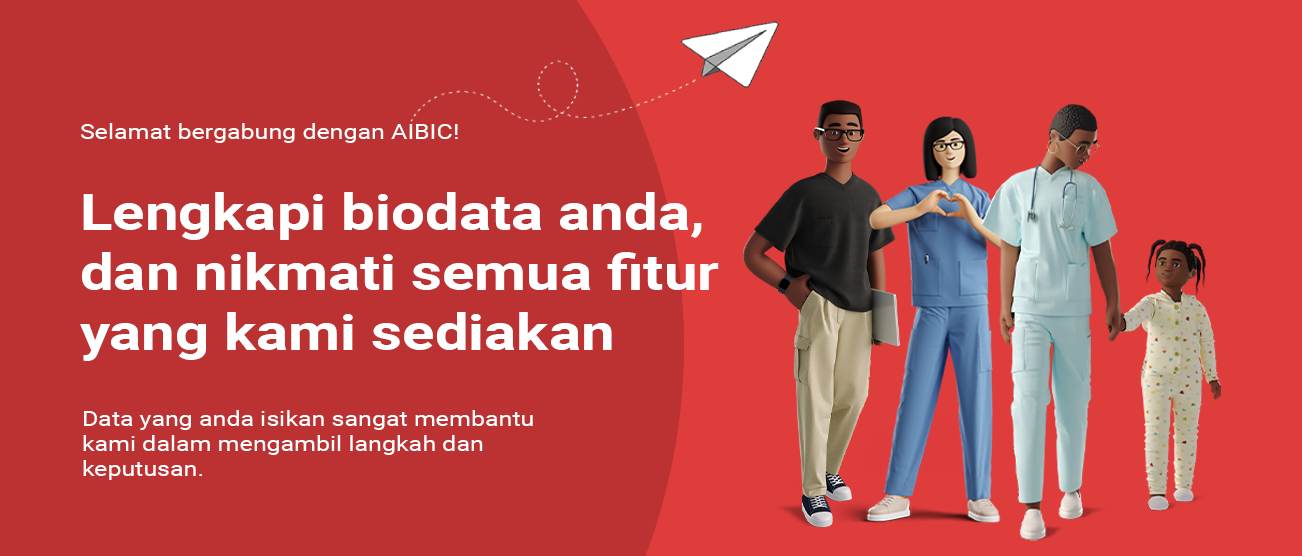 Selamat bergabung dengan AIBIC!
Lengkapi biodata anda,
dan nikmati semua fitur
yang kami sediakan
Data yang anda isikan sangat membantu
kami dalam mengambil langkah dan
keputusan.